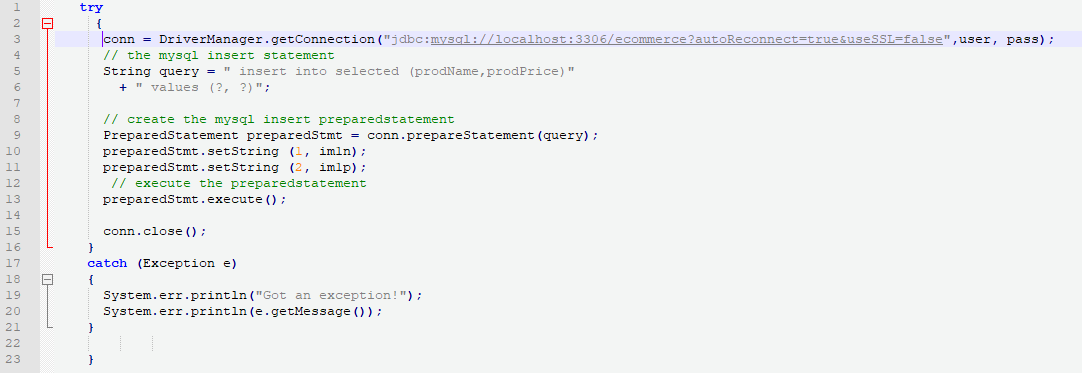 1 try
2 {
3 conn = DriverManager.getConnection("jdbc:mysql://localhost:3306/ecommerce?autoReconnect=true&useSSL=false",user, pass);
4 // the mysql insert statement
5 String query = " insert into selected (prodName,prodPrice)"
6 + " values (?, ?)";
7
8 // create the mysql insert preparedstatement
9 PreparedStatement preparedStmt = conn.prepareStatement(query);
10 preparedStmt.setString (1, imln);
11 preparedStmt.setString (2, imlp);
12 // execute the preparedstatement
13 preparedStmt.execute();
14
15 conn.close();
16 }
17 catch (Exception e)
18 {
19 System.err.println("Got an exception!");
20 System.err.println(e.getMessage());
21 }
22
23 }